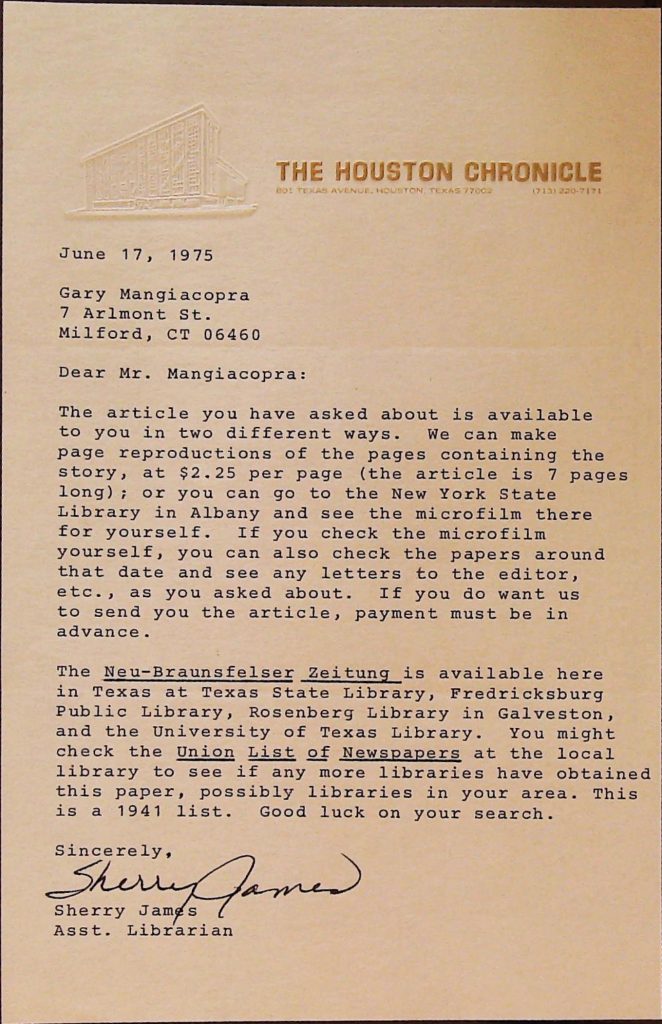 THE HOUSTON CHRONICLE
801 TEXAS AVENUE, HOUSTON, TEXAS 77002 (713) 220-7171
June 17, 1975
Gary Mangiacopra
7 Arlmont St.
Milford, CT 06460
Dear Mr. Mangiacopra:
The article you have asked about is available
to you in two different ways. We can make
page reproductions of the pages containing the
story, at $2.25 per page (the article is 7 pages
long); or you can go to the New York State
Library in Albany and see the microfilm there
for yourself. If you check the microfilm
yourself, you can also check the papers around
that date and see any letters to the editor,
etc., as you asked about. If you do want us
to send you the article, payment must be in
advance.
The Neu-Braunsfelser Zeitung is available here
in Texas at Texas State Library, Fredricksburg
Public Library, Rosenberg Library in Galveston,
and the University of Texas Library. You might
check the Union List of Newspapers at the local
library to see if any more libraries have obtained
this paper, possibly libraries in your area. This
is a 1941 list. Good luck on your search.
Sincerely,
Sherry James
Sherry James
Asst. Librarian